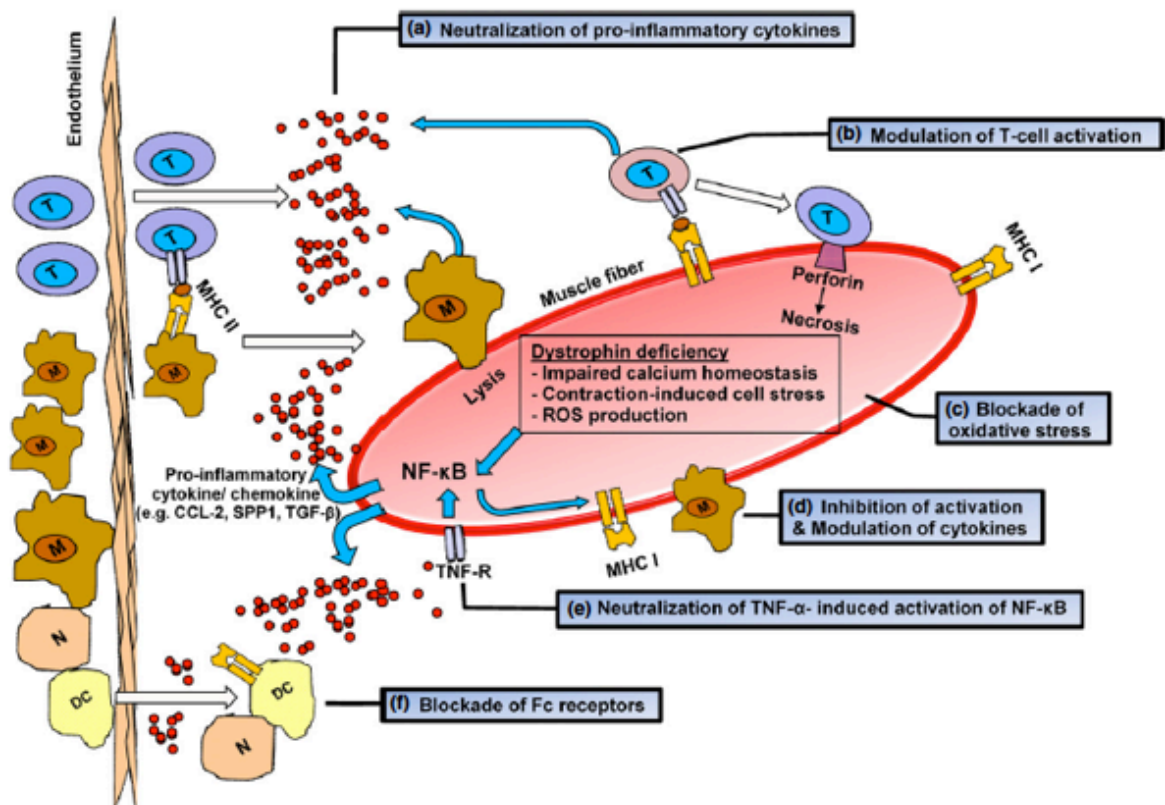 (a) Neutralization of pro-inflammatory cytokines
Endothelium
(b) Modulation of T-cell activation
T
T
T
T
T
T
MHC II
M
M
M
M
M
Muscle fiber
MHC I
Perforin
Necrosis
Lysis
Dystrophin deficiency
- Impaired calcium homeostasis
- Contraction-induced cell stress
- ROS production
(c) Blockade of
oxidative stress
NF-κB
Pro-inflammatory
cytokine/ chemokine
(e.g. CCL-2, SPP1, TGF-β)
M
(d) Inhibition of activation
& Modulation of cytokines
MHC I
TNF-R
(e) Neutralization of TNF-α- induced activation of NF-κB
N
DC
DC
N
(f) Blockade of Fc receptors